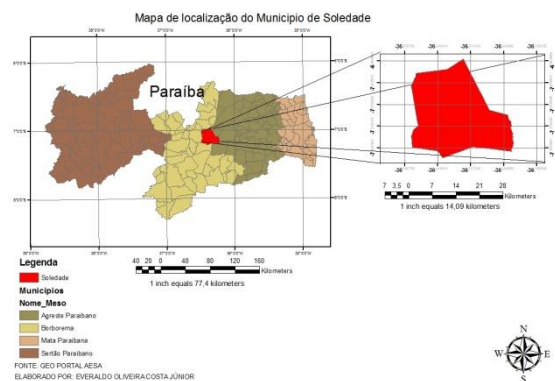 Mapa de localização do Municipio de Soledade
Paraíba
40 20 0 40 80 120 160
Kilometers
1 inch equals 77,4 kilometers
7 3,5 0 7 14 21 28
Kilometers
1 inch equals 14,09 kilometers
Legenda
Soledade
Municipios
Nome_Meso
Agreste Paraibano
Borborema
Mata Paraibana
Sertão Paraibano
FONTE: GEO PORTAL AESA
ELABORADO POR: EVERALDO OLIVEIRA COSTA JÚNIOR
N
W E
S